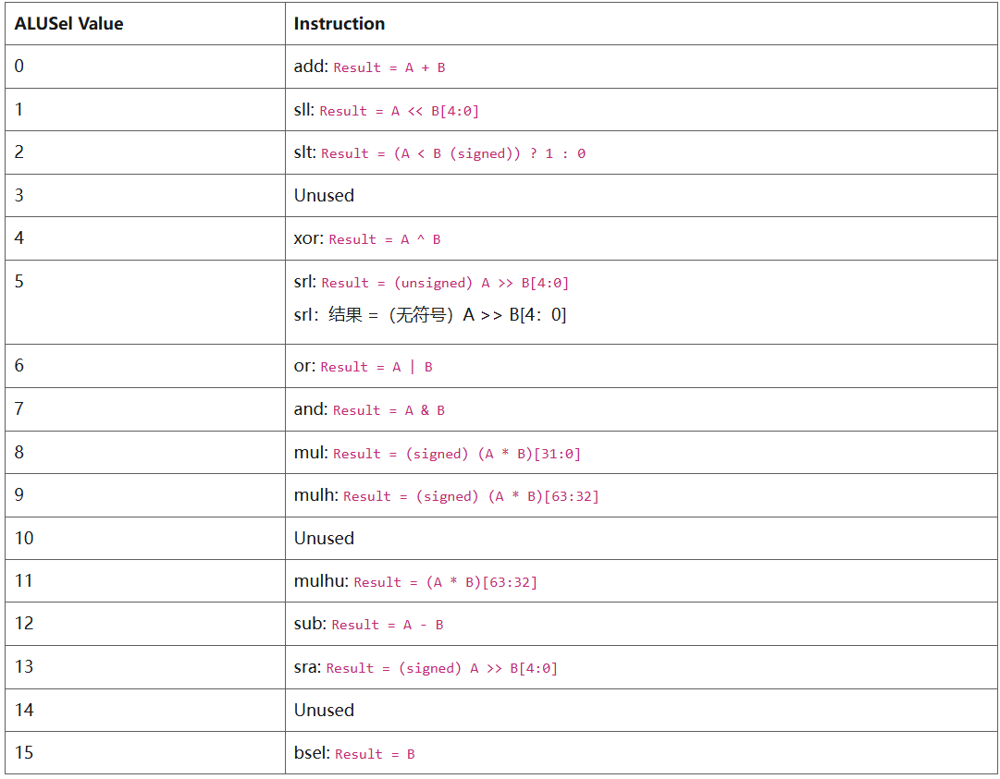 ALUSel Value Instruction
0 add: Result = A + B
1 sll: Result = A << B[4:0]
2 slt: Result = (A < B (signed)) ? 1 : 0
3 Unused
4 xor: Result = A ^ B
5 srl: Result = (unsigned) A >> B[4:0]
srl：结果 =（无符号）A >> B[4：0]
6 or: Result = A | B
7 and: Result = A & B
8 mul: Result = (signed) (A * B)[31:0]
9 mulh: Result = (signed) (A * B)[63:32]
10 Unused
11 mulhu: Result = (A * B)[63:32]
12 sub: Result = A - B
13 sra: Result = (signed) A >> B[4:0]
14 Unused
15 bsel: Result = B